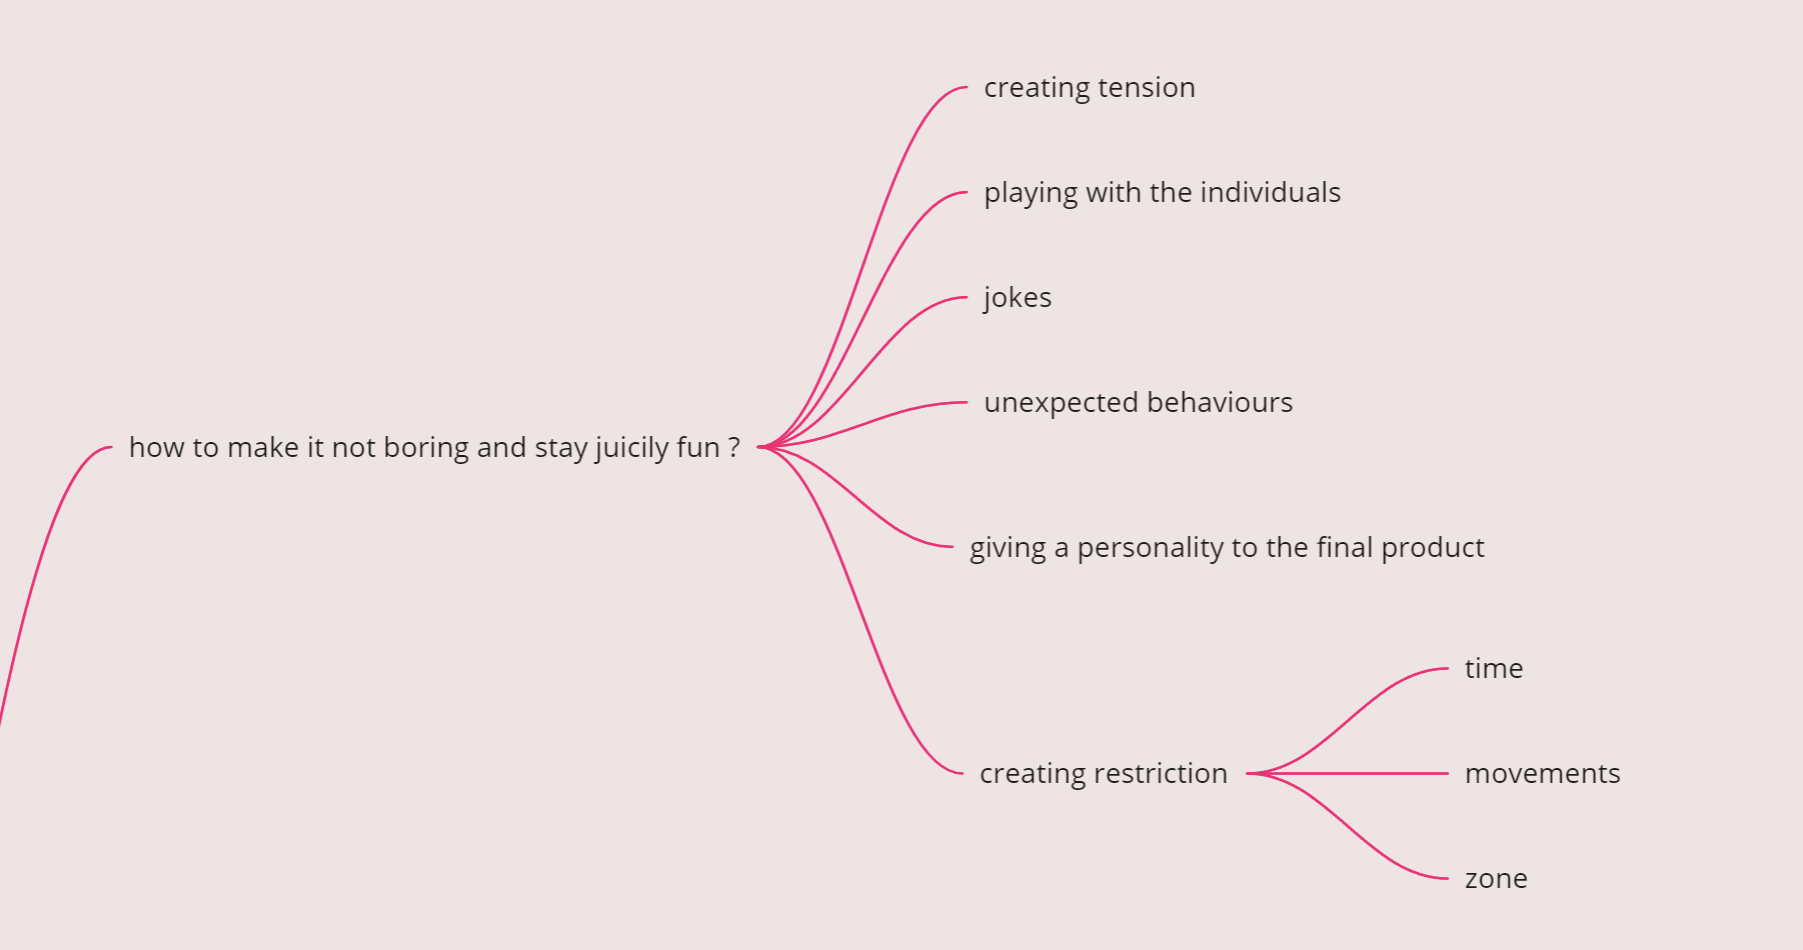 creating tension
playing with the individuals
jokes
unexpected behaviours
how to make it not boring and stay juicily fun ?
giving a personality to the final product
time
creating restriction
movements
zone